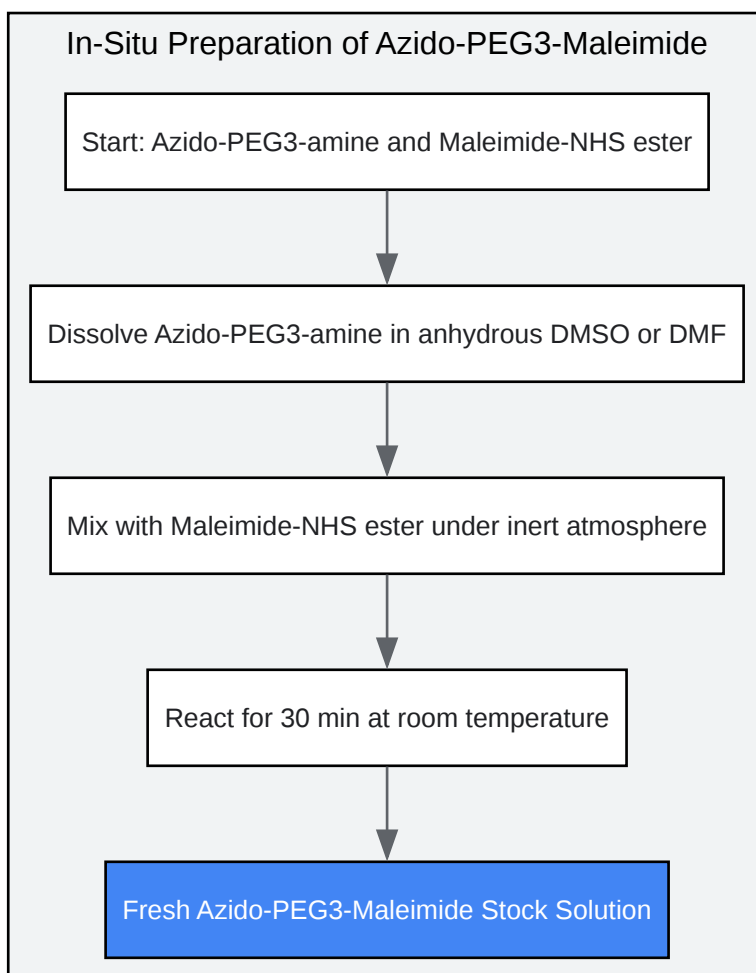 In-Situ Preparation of Azido-PEG3-Maleimide
Start: Azido-PEG3-amine and Maleimide-NHS ester
Dissolve Azido-PEG3-amine in anhydrous DMSO or DMF
Mix with Maleimide-NHS ester under inert atmosphere
React for 30 min at room temperature
Fresh Azido-PEG3-Maleimide Stock Solution